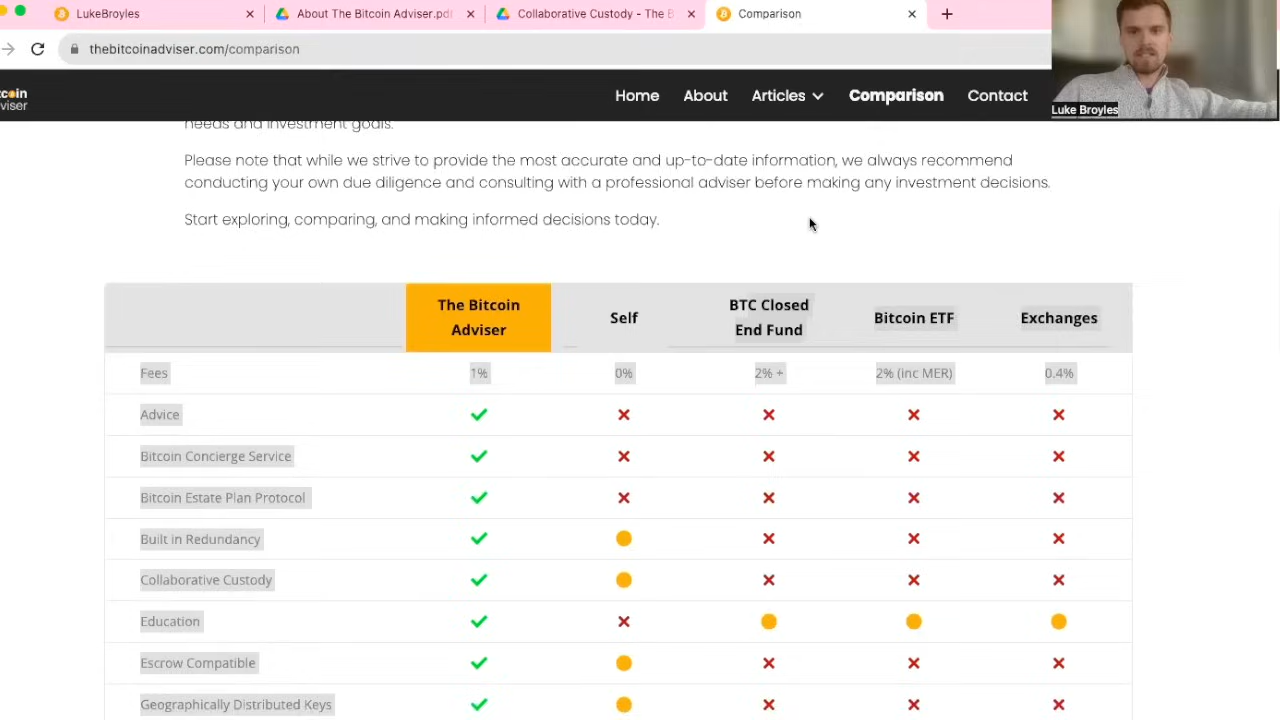 LukeBroyles
About The Bitcoin Adviser.pdf
Collaborative Custody - The B
Comparison
thebitcoinadviser.com/comparison
tcoin
viser
Home
About
Articles
Comparison
Contact
Luke Broyles
needs and investment goals.
Please note that while we strive to provide the most accurate and up-to-date information, we always recommend
conducting your own due diligence and consulting with a professional adviser before making any investment decisions.
Start exploring, comparing, and making informed decisions today.
The Bitcoin
Adviser
Self
BTC Closed
End Fund
Bitcoin ETF
Exchanges
Fees 1% 0% 2% + 2% (inc MER) 0.4%
Advice
Bitcoin Concierge Service
Bitcoin Estate Plan Protocol
Built in Redundancy
Collaborative Custody
Education
Escrow Compatible
Geographically Distributed Keys